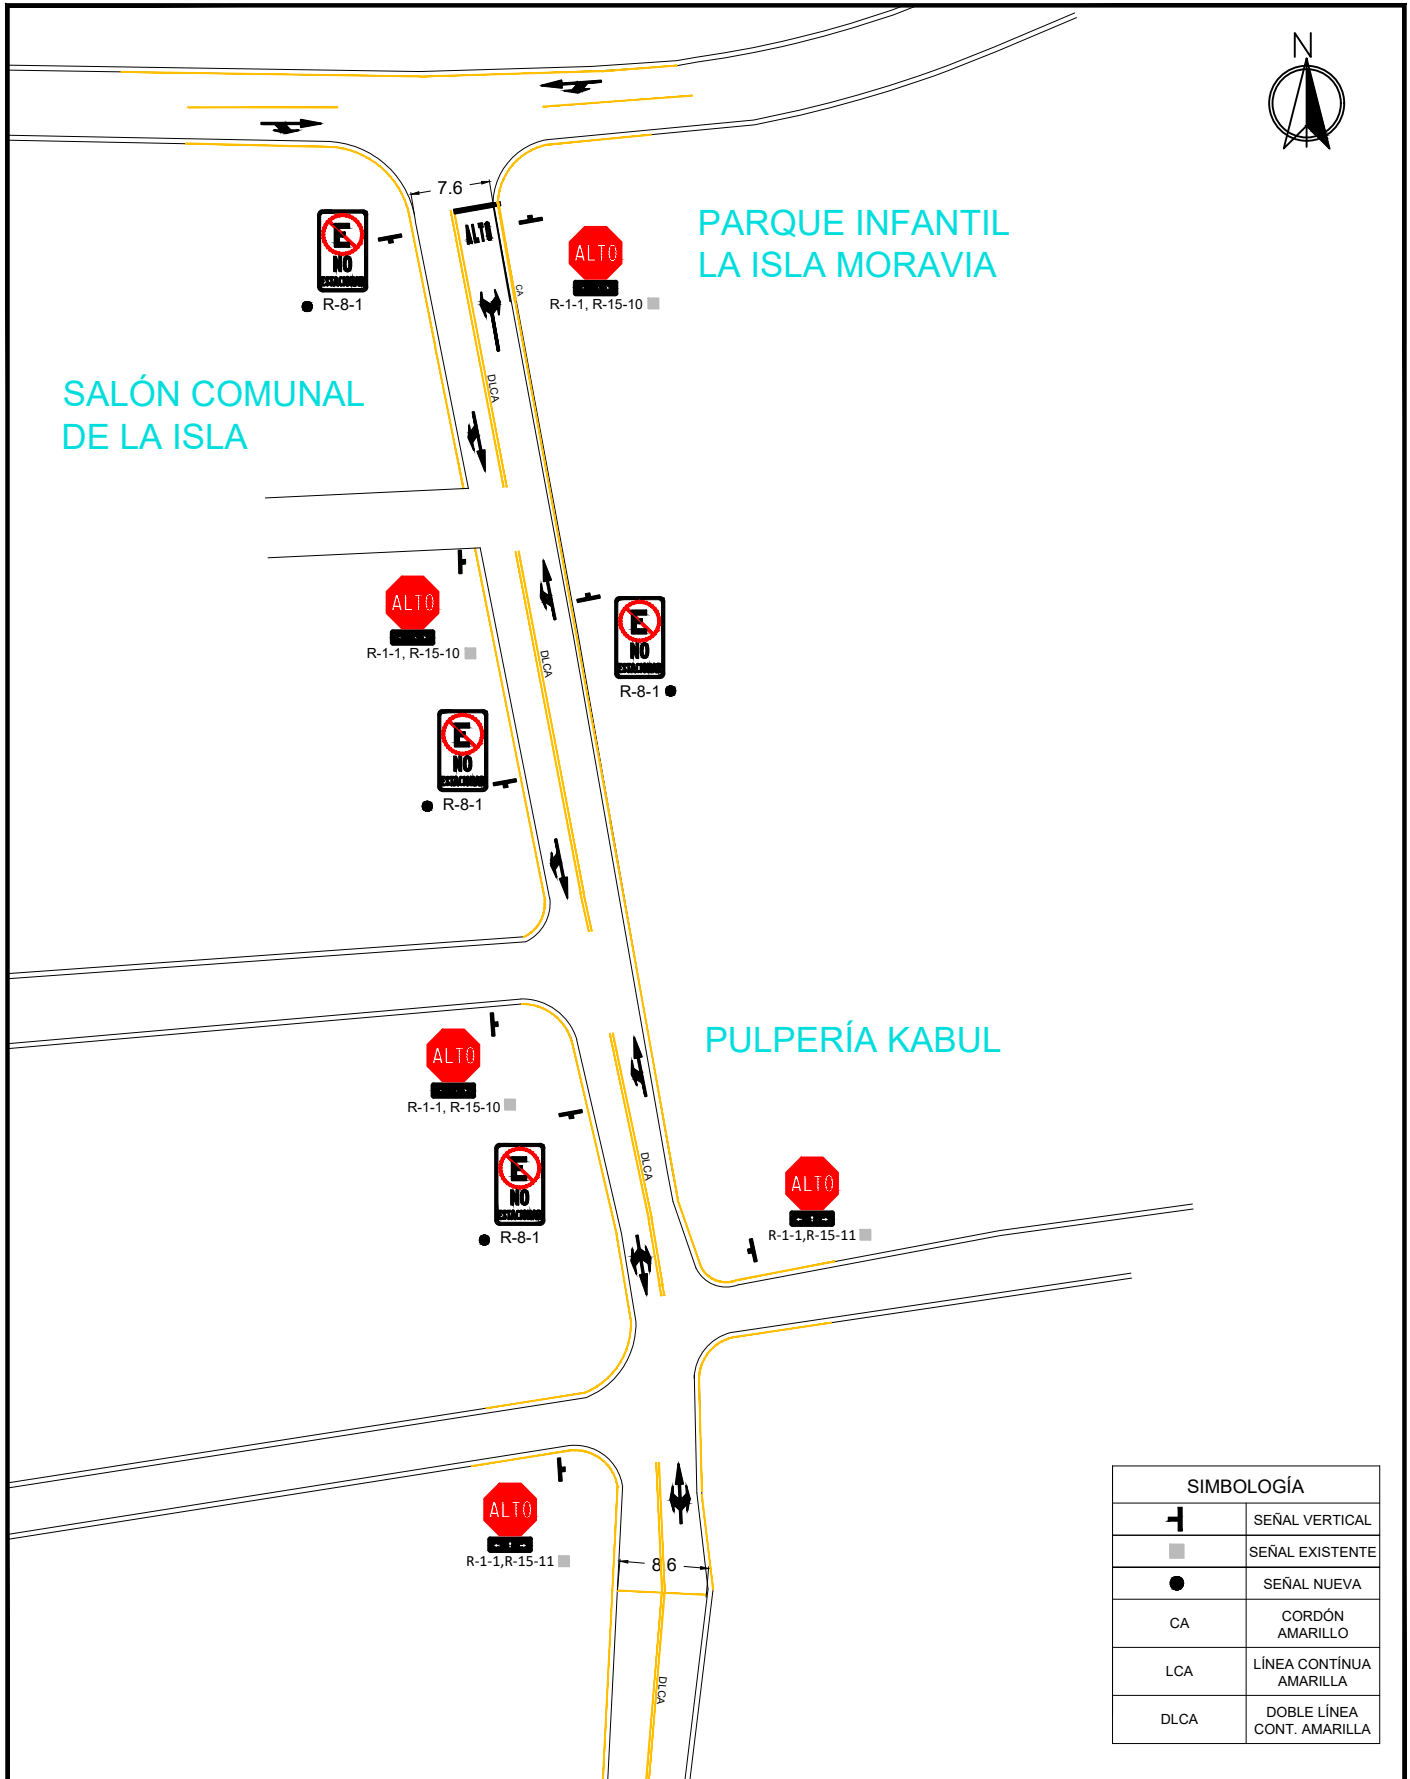 N
7.6
PARQUE INFANTIL
LA ISLA MORAVIA
ALTO
ALTO
E
NO
ESTACIONAR
R-8-1
R-1-1, R-15-10
CA
SALÓN COMUNAL
DE LA ISLA
DLCA
ALTO
R-1-1, R-15-10
E
NO
ESTACIONAR
R-8-1
DLCA
E
NO
ESTACIONAR
R-8-1
PULPERÍA KABUL
ALTO
R-1-1, R-15-10
E
NO
ESTACIONAR
R-8-1
DLCA
ALTO
R-1-1,R-15-11
ALTO
R-1-1,R-15-11
8.6
DLCA
SIMBOLOGÍA
SEÑAL VERTICAL
SEÑAL EXISTENTE
SEÑAL NUEVA
CA
CORDÓN
AMARILLO
LCA
LÍNEA CONTÍNUA
AMARILLA
DLCA
DOBLE LÍNEA
CONT. AMARILLA